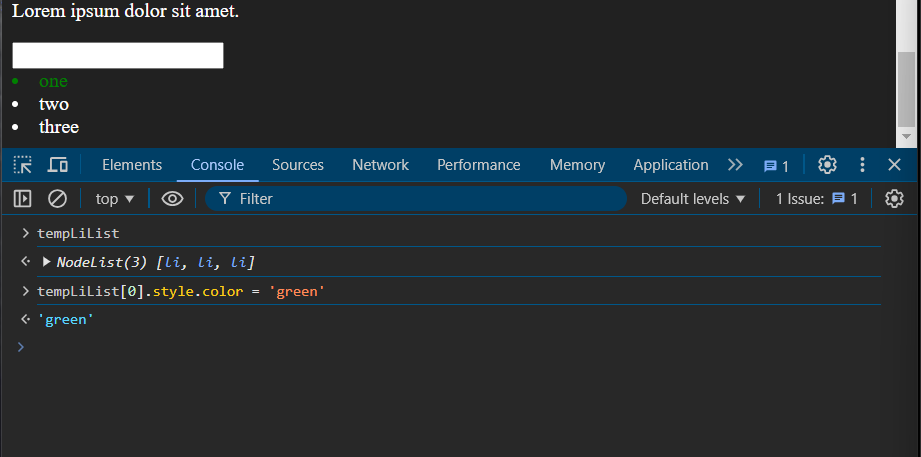 Lorem ipsum dolor sit amet.
• one
• two
• three
Elements Console Sources Network Performance Memory Application 1
top Filter Default levels 1 Issue: 1
tempLiList
NodeList(3) [li, li, li]
tempLiList[0].style.color = 'green'
'green'